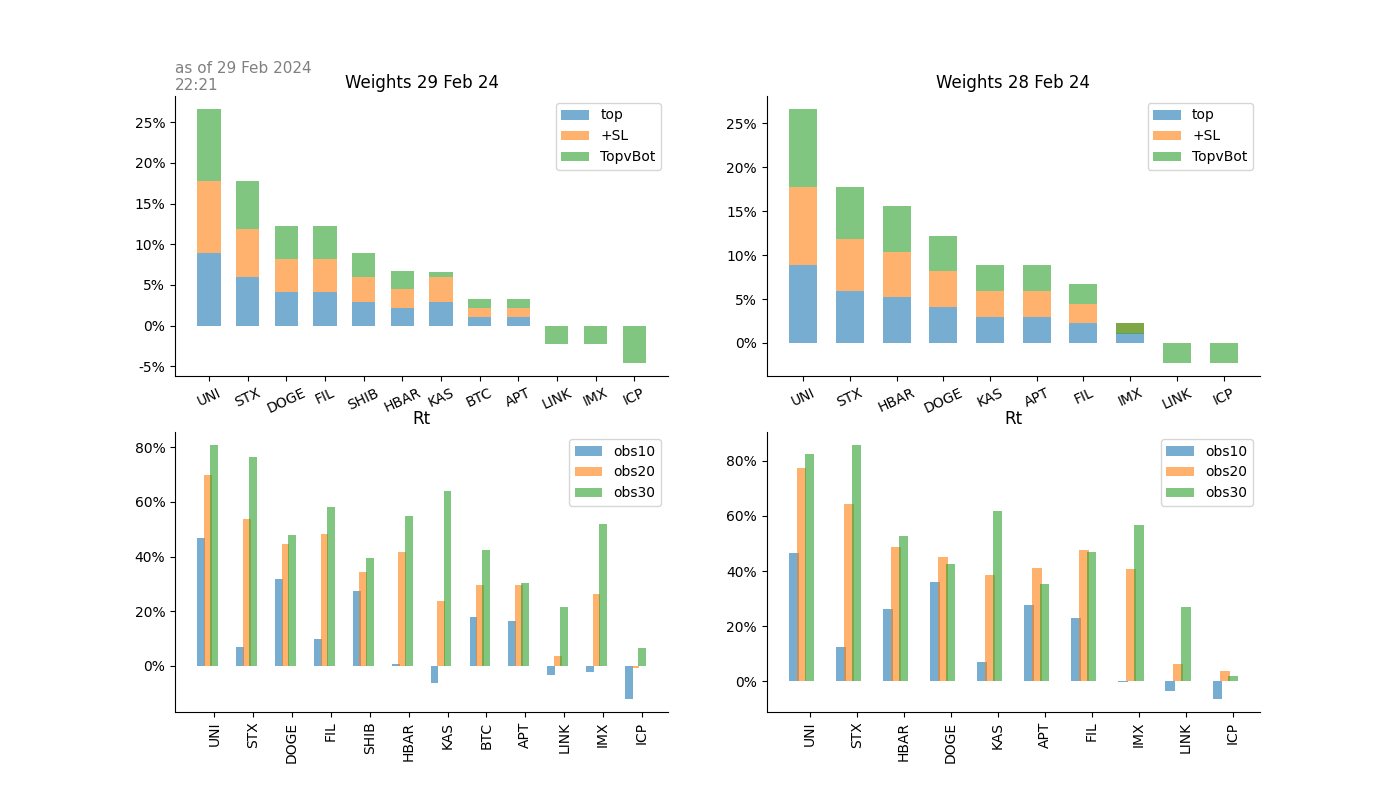 as of 29 Feb 2024
22:21
Weights 29 Feb 24
top
+SL
TopvBot
25%
20%
15%
10%
5%
0%
-5%
UNI STX DOGE FIL SHIB HBAR KAS BTC APT LINK IMX ICP
Weights 28 Feb 24
top
+SL
TopvBot
25%
20%
15%
10%
5%
0%
UNI STX HBAR DOGE KAS APT FIL IMX LINK ICP
Rt
obs10
obs20
obs30
80%
60%
40%
20%
0%
UNI STX DOGE FIL SHIB HBAR KAS BTC APT LINK IMX ICP
Rt
obs10
obs20
obs30
80%
60%
40%
20%
0%
UNI STX HBAR DOGE KAS APT FIL IMX LINK ICP